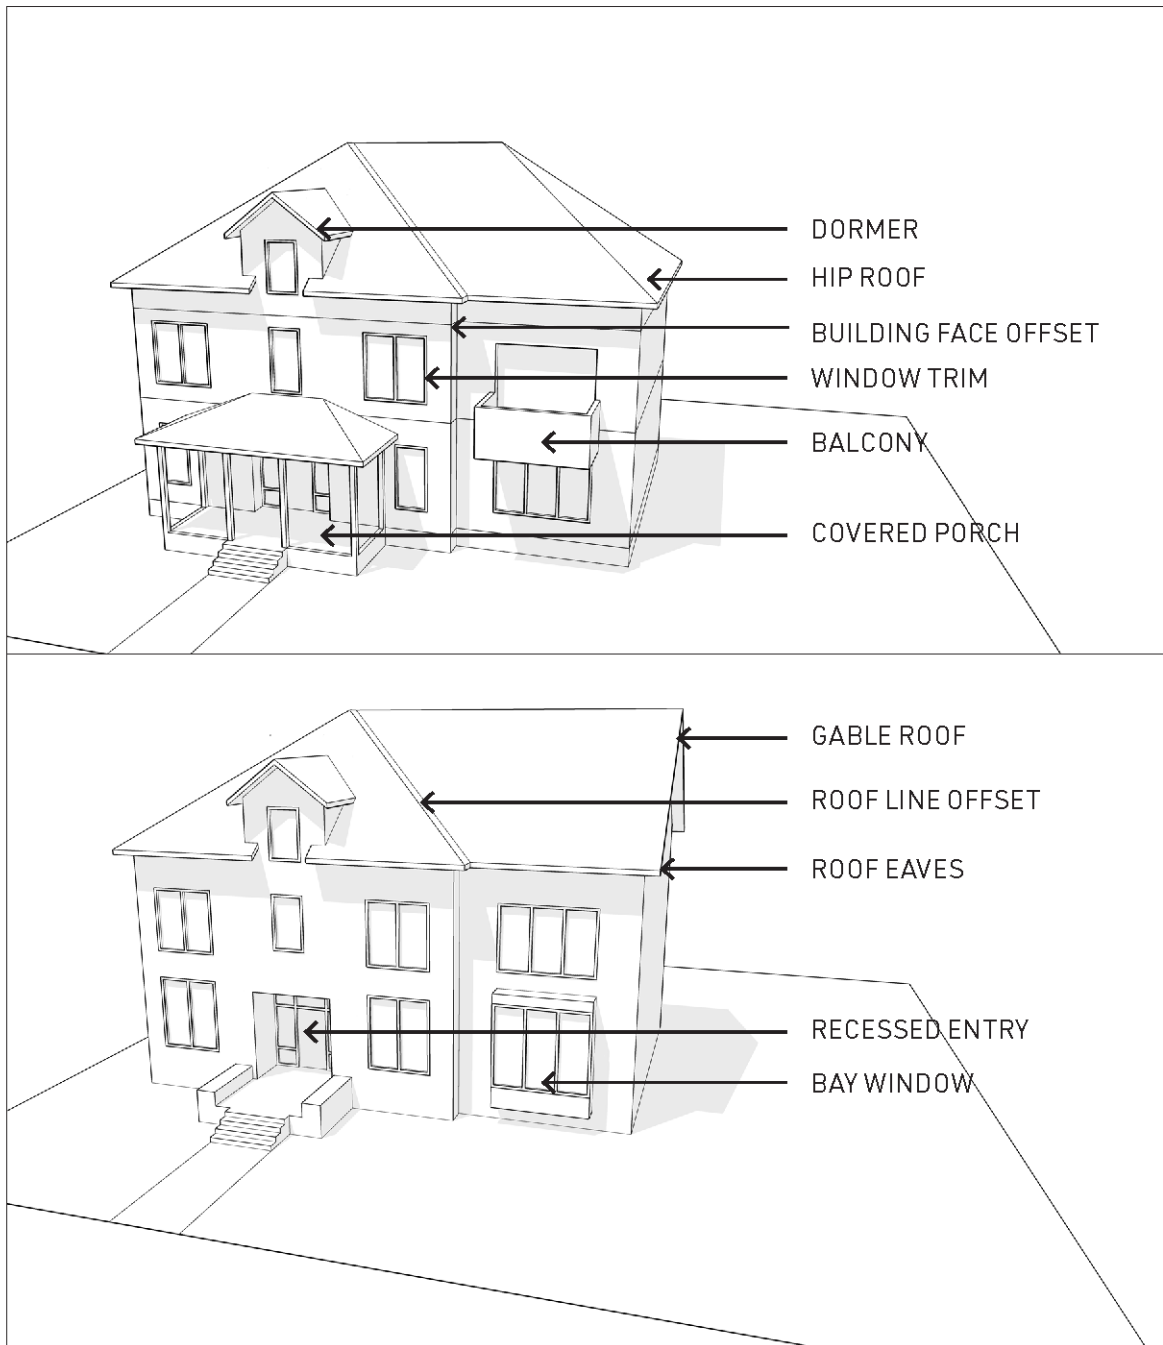 DORMER
HIP ROOF
BUILDING FACE OFFSET
WINDOW TRIM
BALCONY
COVERED PORCH
GABLE ROOF
ROOF LINE OFFSET
ROOF EAVES
RECESSED ENTRY
BAY WINDOW